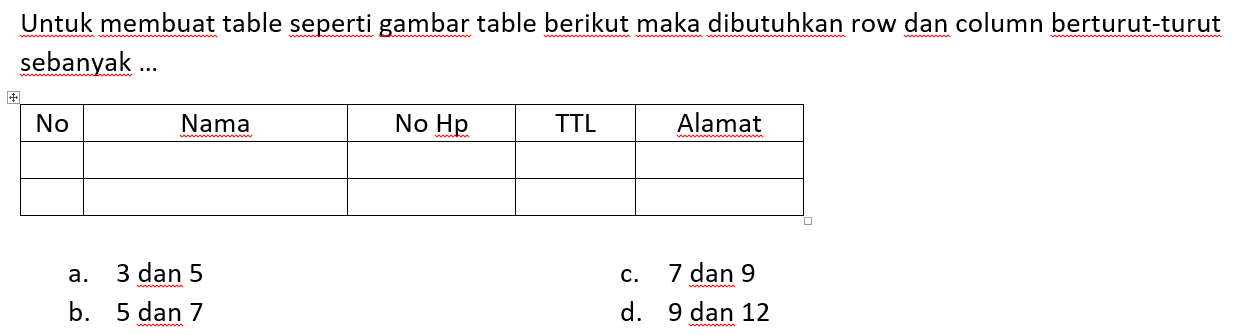 Untuk membuat table seperti gambar table berikut maka dibutuhkan row dan column berturut-turut
sebanyak ...
No Nama No Hp TTL Alamat
a. 3 dan 5
b. 5 dan 7
c. 7 dan 9
d. 9 dan 12